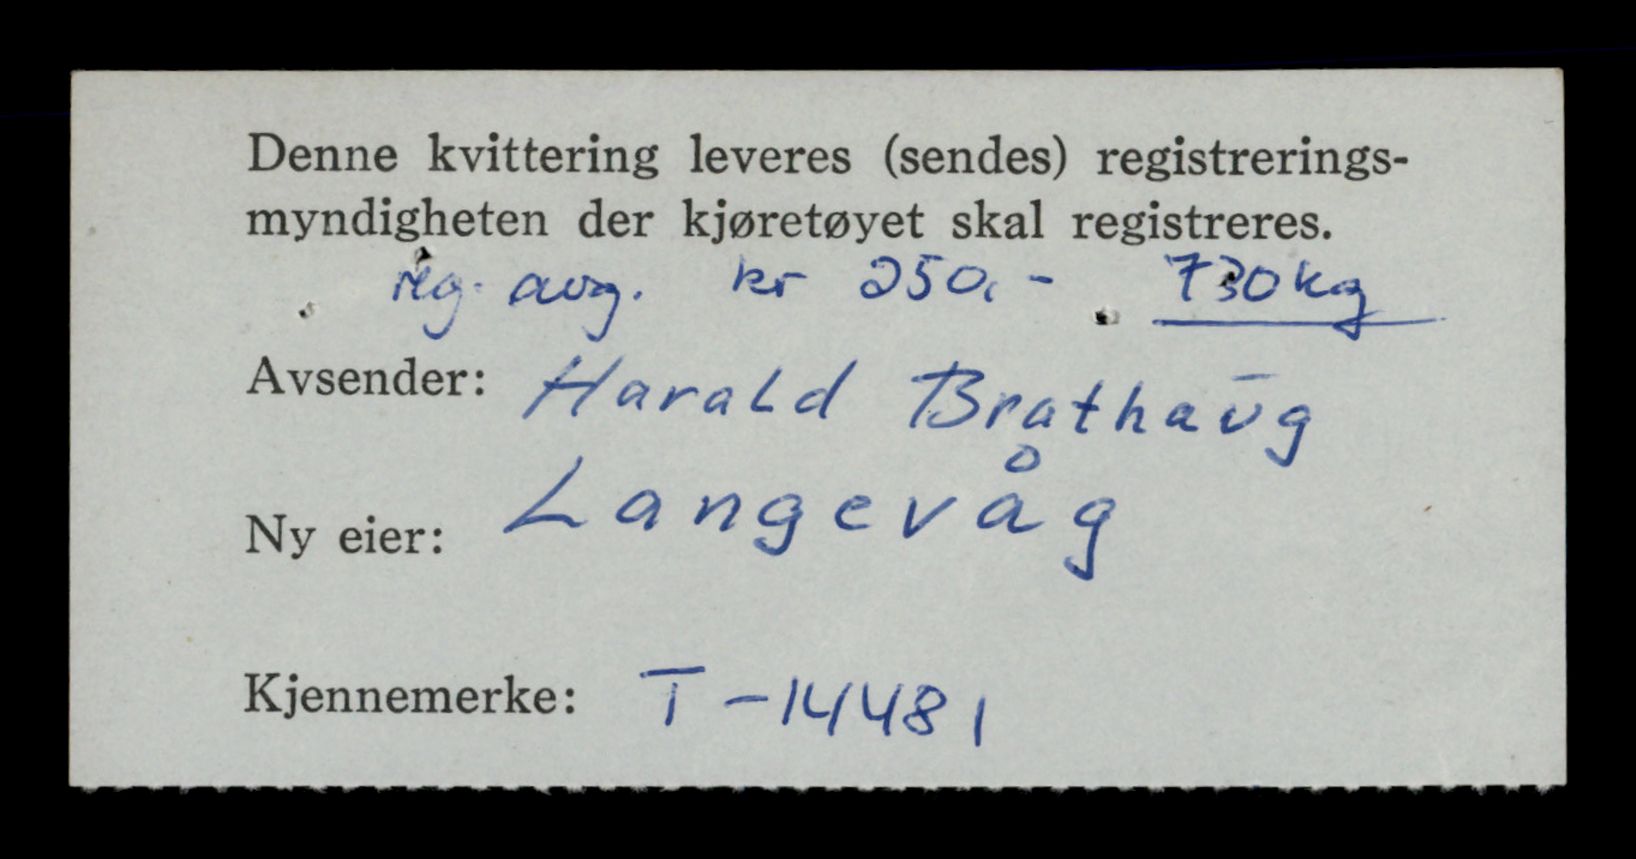 Denne kvittering leveres (sendes) registrerings-
myndigheten der kjøretøyet skal registreres.
reg. avg. kr 250,- 730 kg
Avsender: Harald Brathaug
Ny eier: Langevåg
Kjennemerke: T-14481